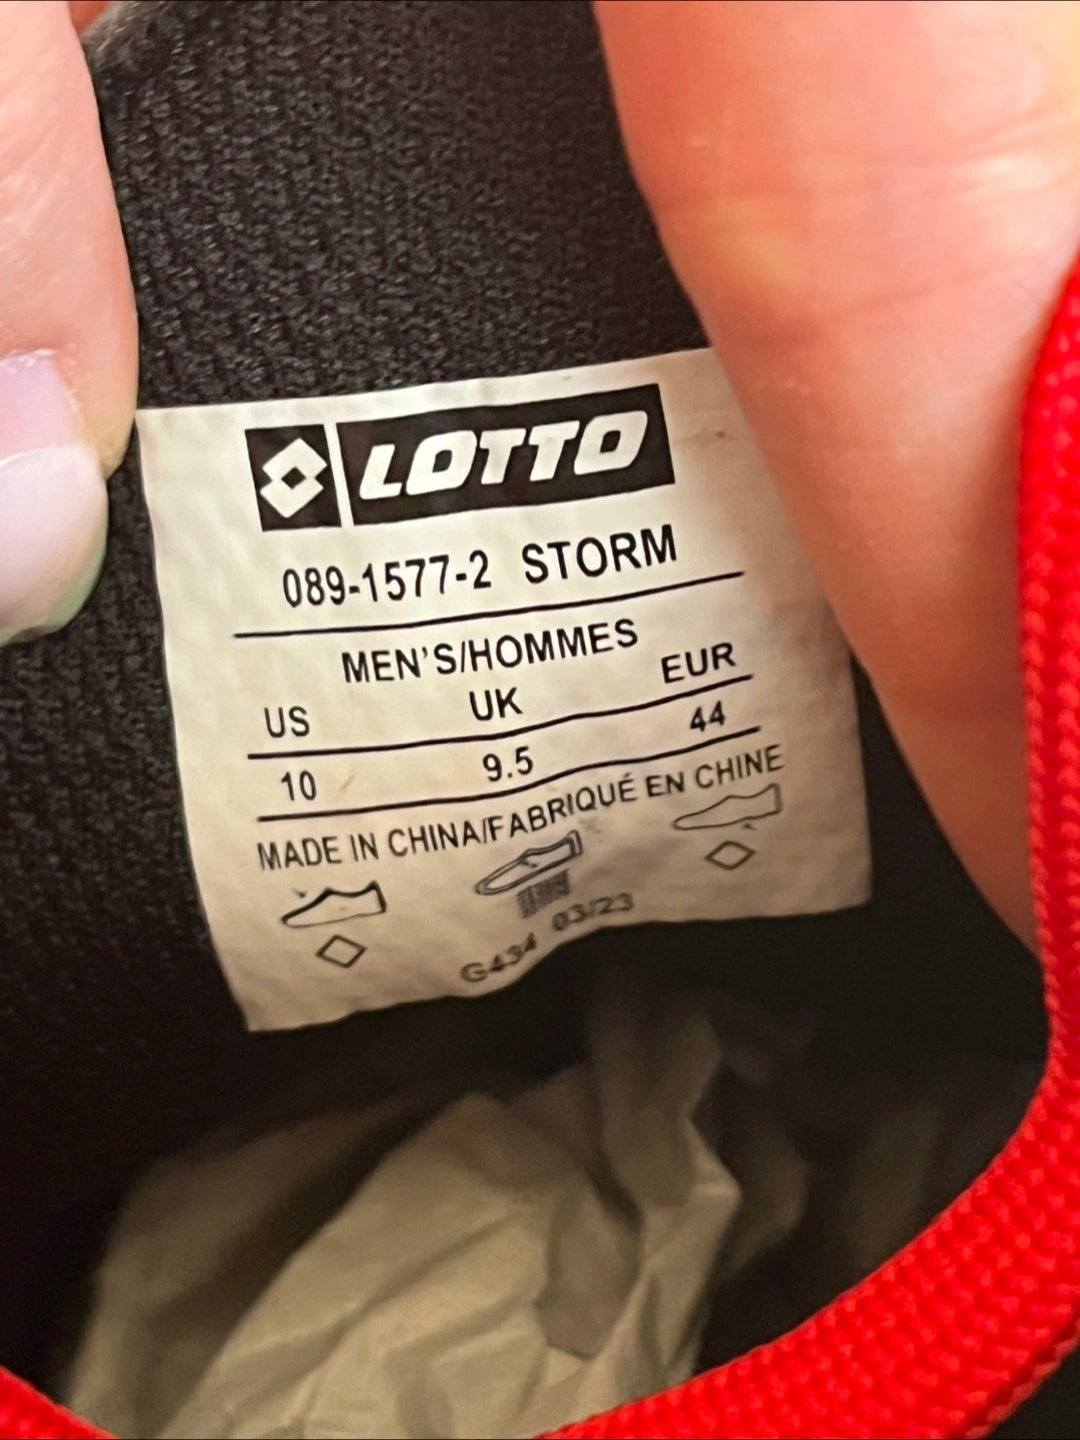 LOTTO
089-1577-2 STORM
MEN'S/HOMMES
US UK EUR
10 9.5 44
MADE IN CHINA/FABRIQUÉ EN CHINE
G434 03/23